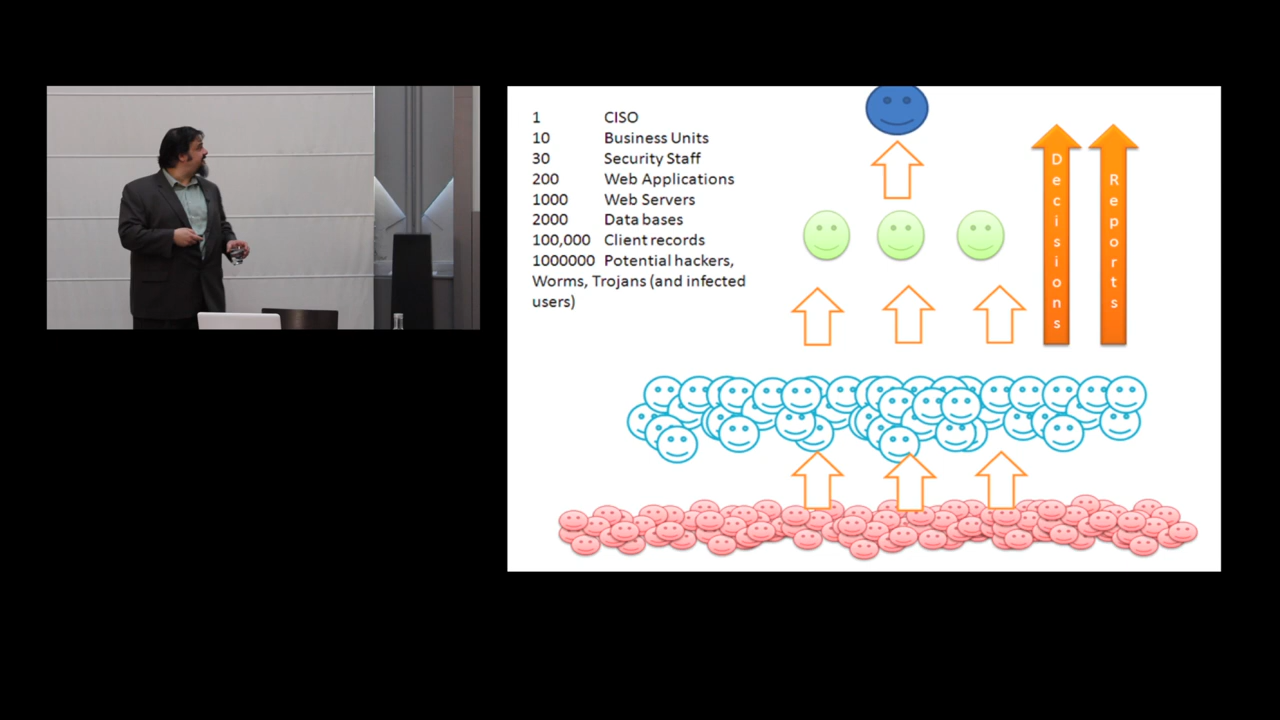 1 CISO
10 Business Units
30 Security Staff
200 Web Applications
1000 Web Servers
2000 Data bases
100,000 Client records
1000000 Potential hackers,
Worms, Trojans (and infected
users)
Decisions
Reports